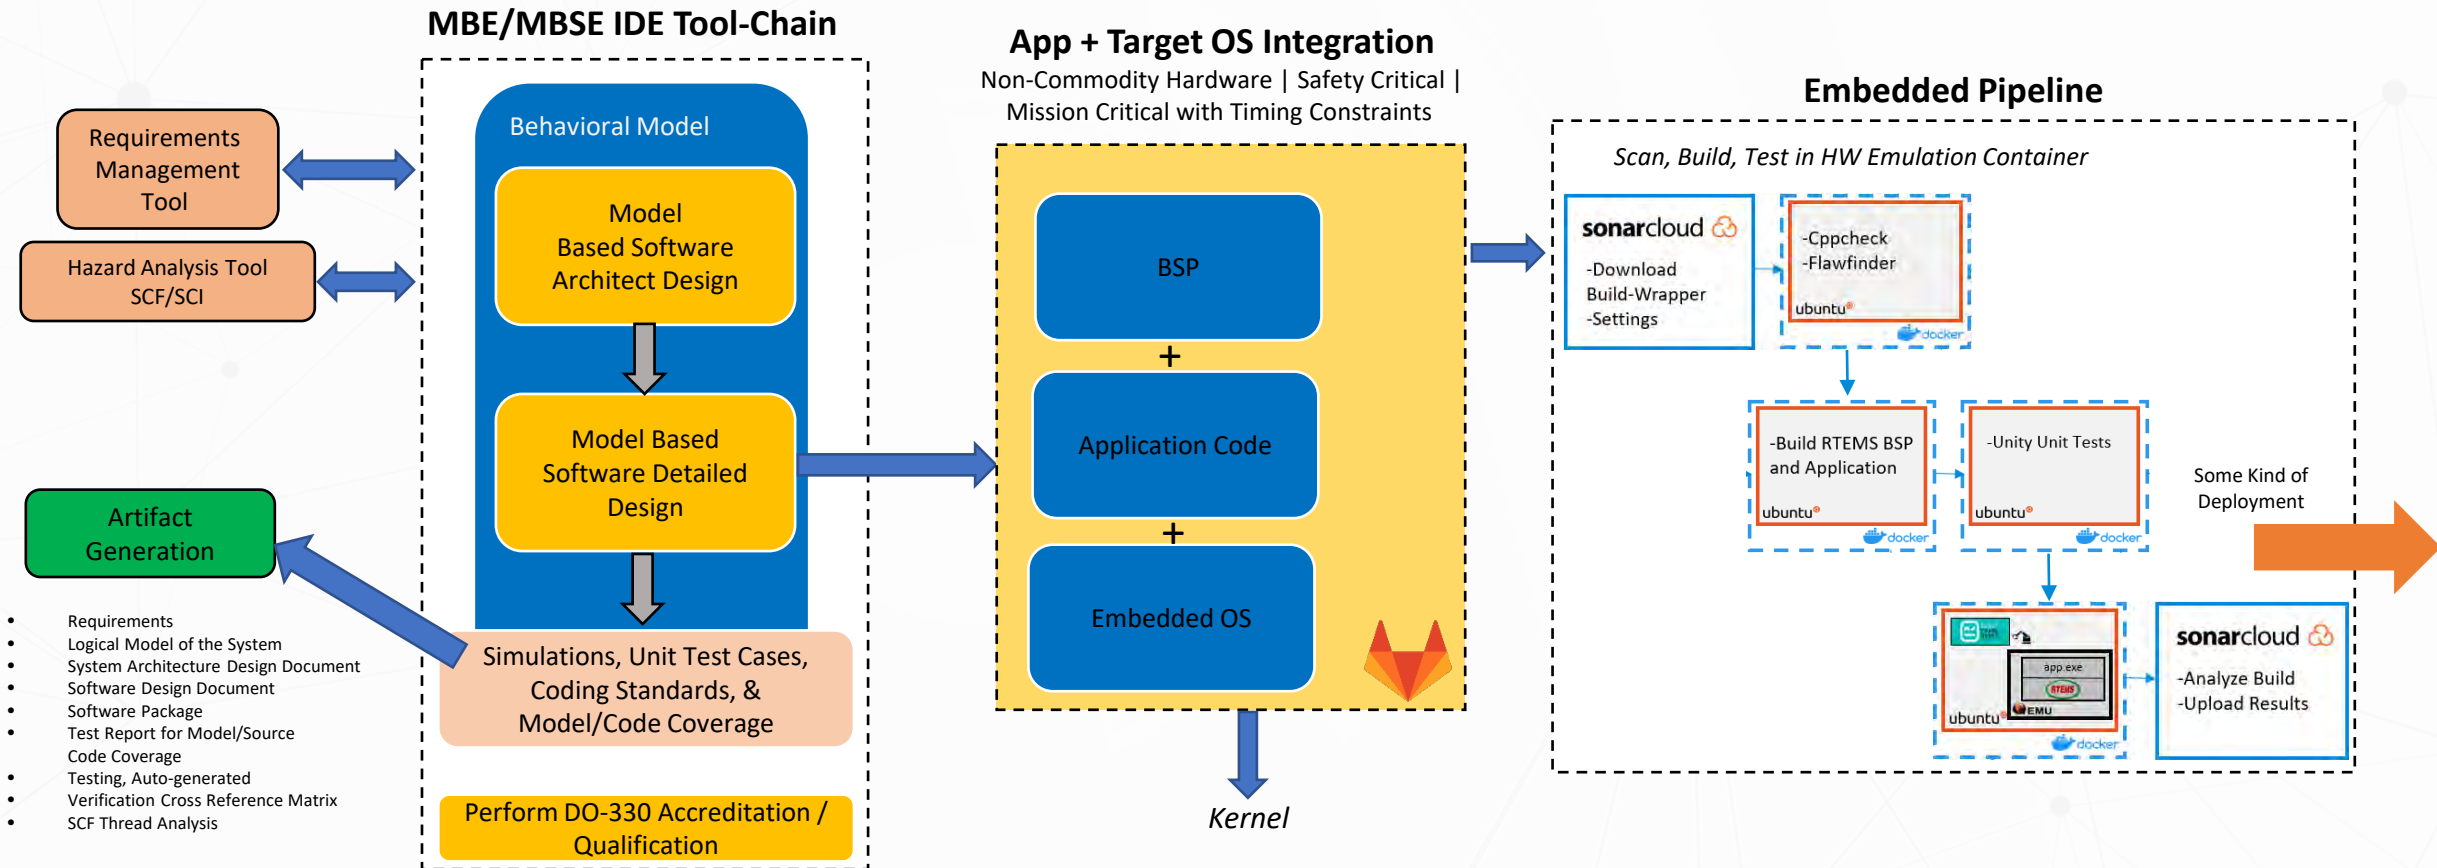 MBE/MBSE IDE Tool-Chain
Requirements
Management
Tool
Hazard Analysis Tool
SCF/SCI
Artifact
Generation
• Requirements
• Logical Model of the System
• System Architecture Design Document
• Software Design Document
• Software Package
• Test Report for Model/Source
Code Coverage
• Testing, Auto-generated
• Verification Cross Reference Matrix
• SCF Thread Analysis
Behavioral Model
Model
Based Software
Architect Design
Model Based
Software Detailed
Design
Simulations, Unit Test Cases,
Coding Standards, &
Model/Code Coverage
Perform DO-330 Accreditation /
Qualification
App + Target OS Integration
Non-Commodity Hardware | Safety Critical |
Mission Critical with Timing Constraints
BSP
+
Application Code
+
Embedded OS
Kernel
Embedded Pipeline
Scan, Build, Test in HW Emulation Container
sonarcloud
-Download
Build-Wrapper
-Settings
-Cppcheck
-Flawfinder
ubuntu®
docker
-Build RTEMS BSP
and Application
ubuntu®
docker
-Unity Unit Tests
ubuntu®
docker
app.exe
RTEMS
QEMU
ubuntu®
docker
sonarcloud
-Analyze Build
-Upload Results
Some Kind of
Deployment